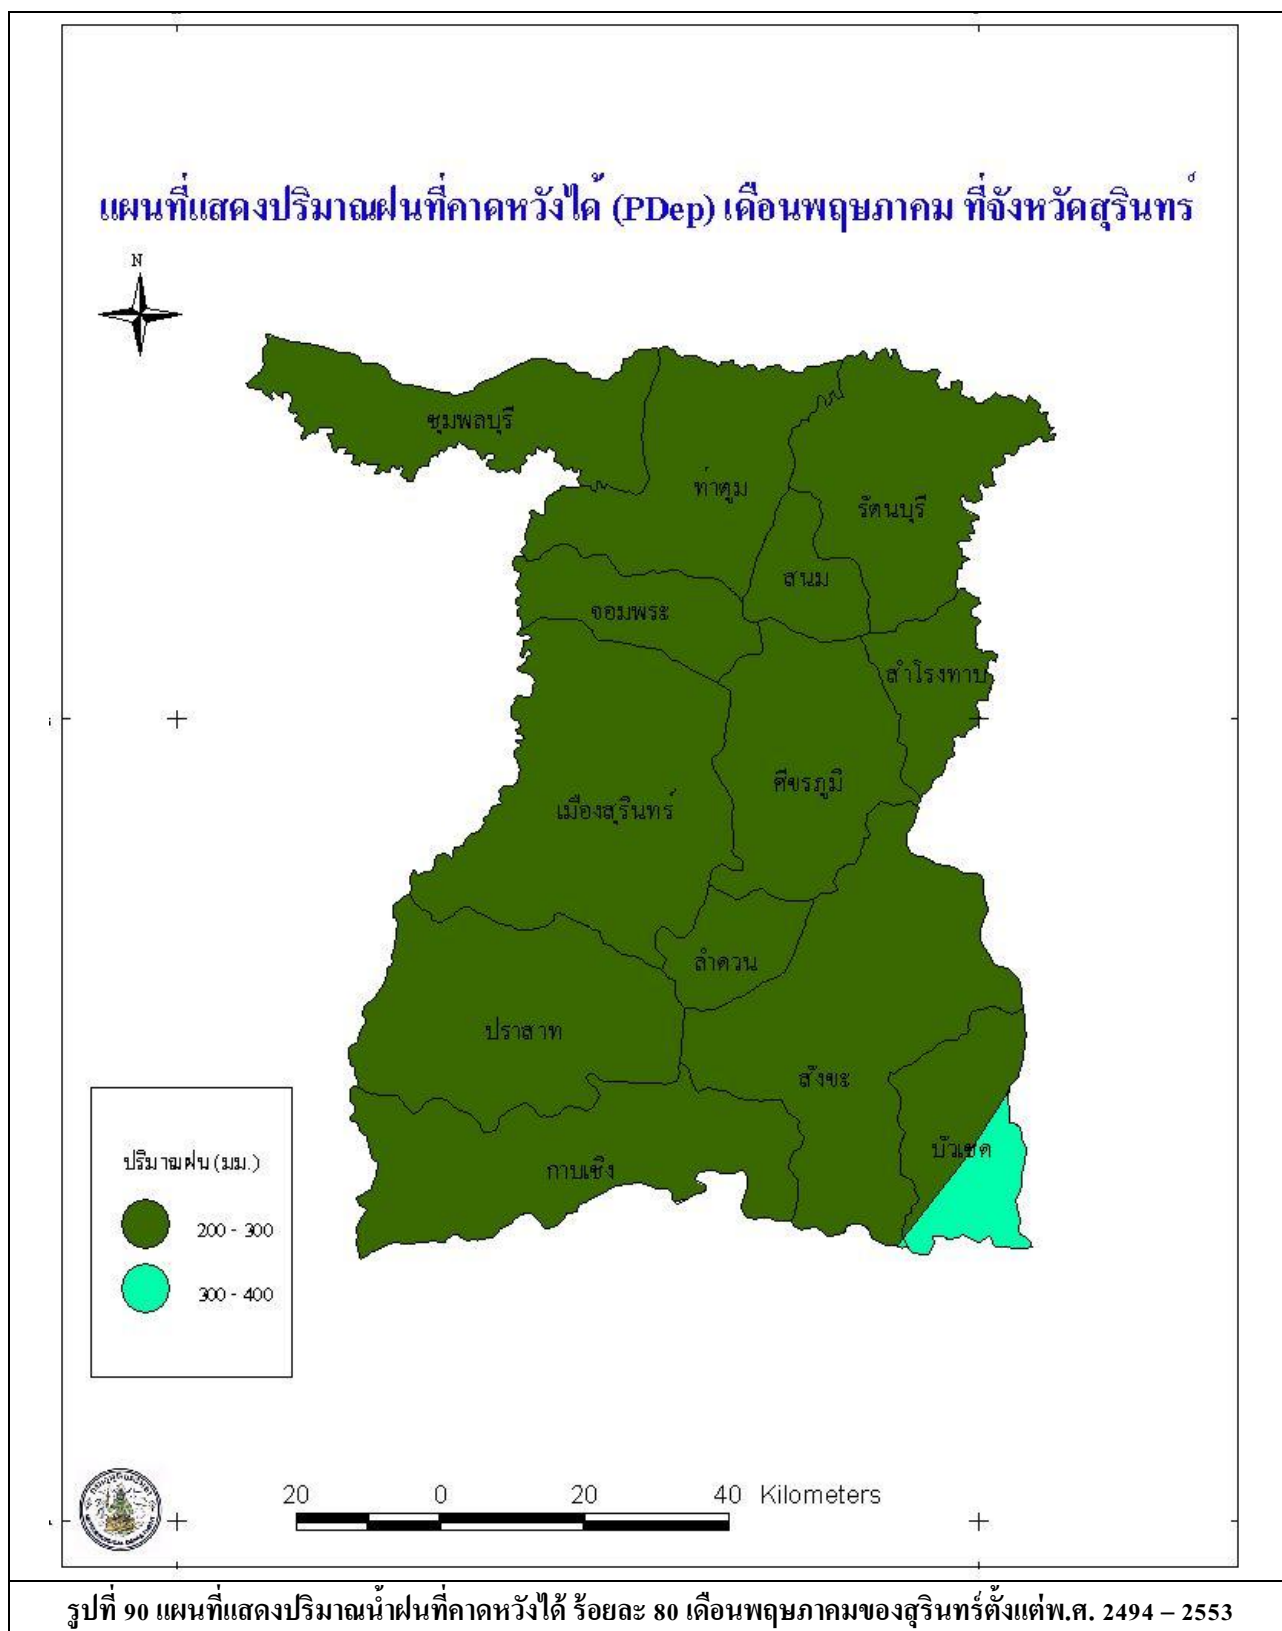 แผนที่แสดงปริมาณฝนที่คาดหวังได้ (PDep) เดือนพฤษภาคม ที่จังหวัดสุรินทร์
N
ชุมพลบุรี
ท่าตูม
รัตนบุรี
สนม
จอมพระ
สำโรงทาบ
ศีขรภูมิ
เมืองสุรินทร์
ลำดวน
ปราสาท
สังขะ
บัวเชด
กาบเชิง
ปริมาณฝน (มม.)
200 - 300
300 - 400
20 0 20 40 Kilometers
รูปที่ 90 แผนที่แสดงปริมาณน้ำฝนที่คาดหวังได้ ร้อยละ 80 เดือนพฤษภาคมของสุรินทร์ตั้งแต่พ.ศ. 2494 – 2553